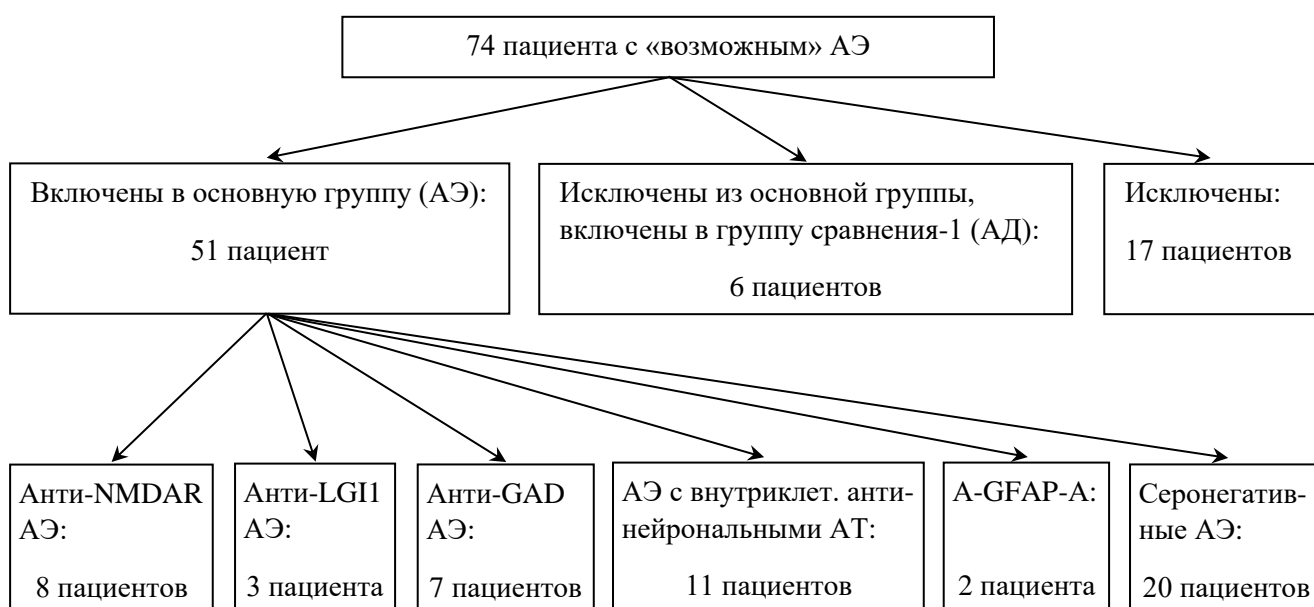 74 пациента с «возможным» АЭ
Включены в основную группу (АЭ):
51 пациент
Исключены из основной группы,
включены в группу сравнения-1 (АД):
6 пациентов
Исключены:
17 пациентов
Анти-NMDAR
АЭ:
8 пациентов
Анти-LGI1
АЭ:
3 пациента
Анти-GAD
АЭ:
7 пациентов
АЭ с внутриклет. анти-
нейрональными АТ:
11 пациентов
A-GFAP-A:
2 пациента
Серонегатив-
ные АЭ:
20 пациентов